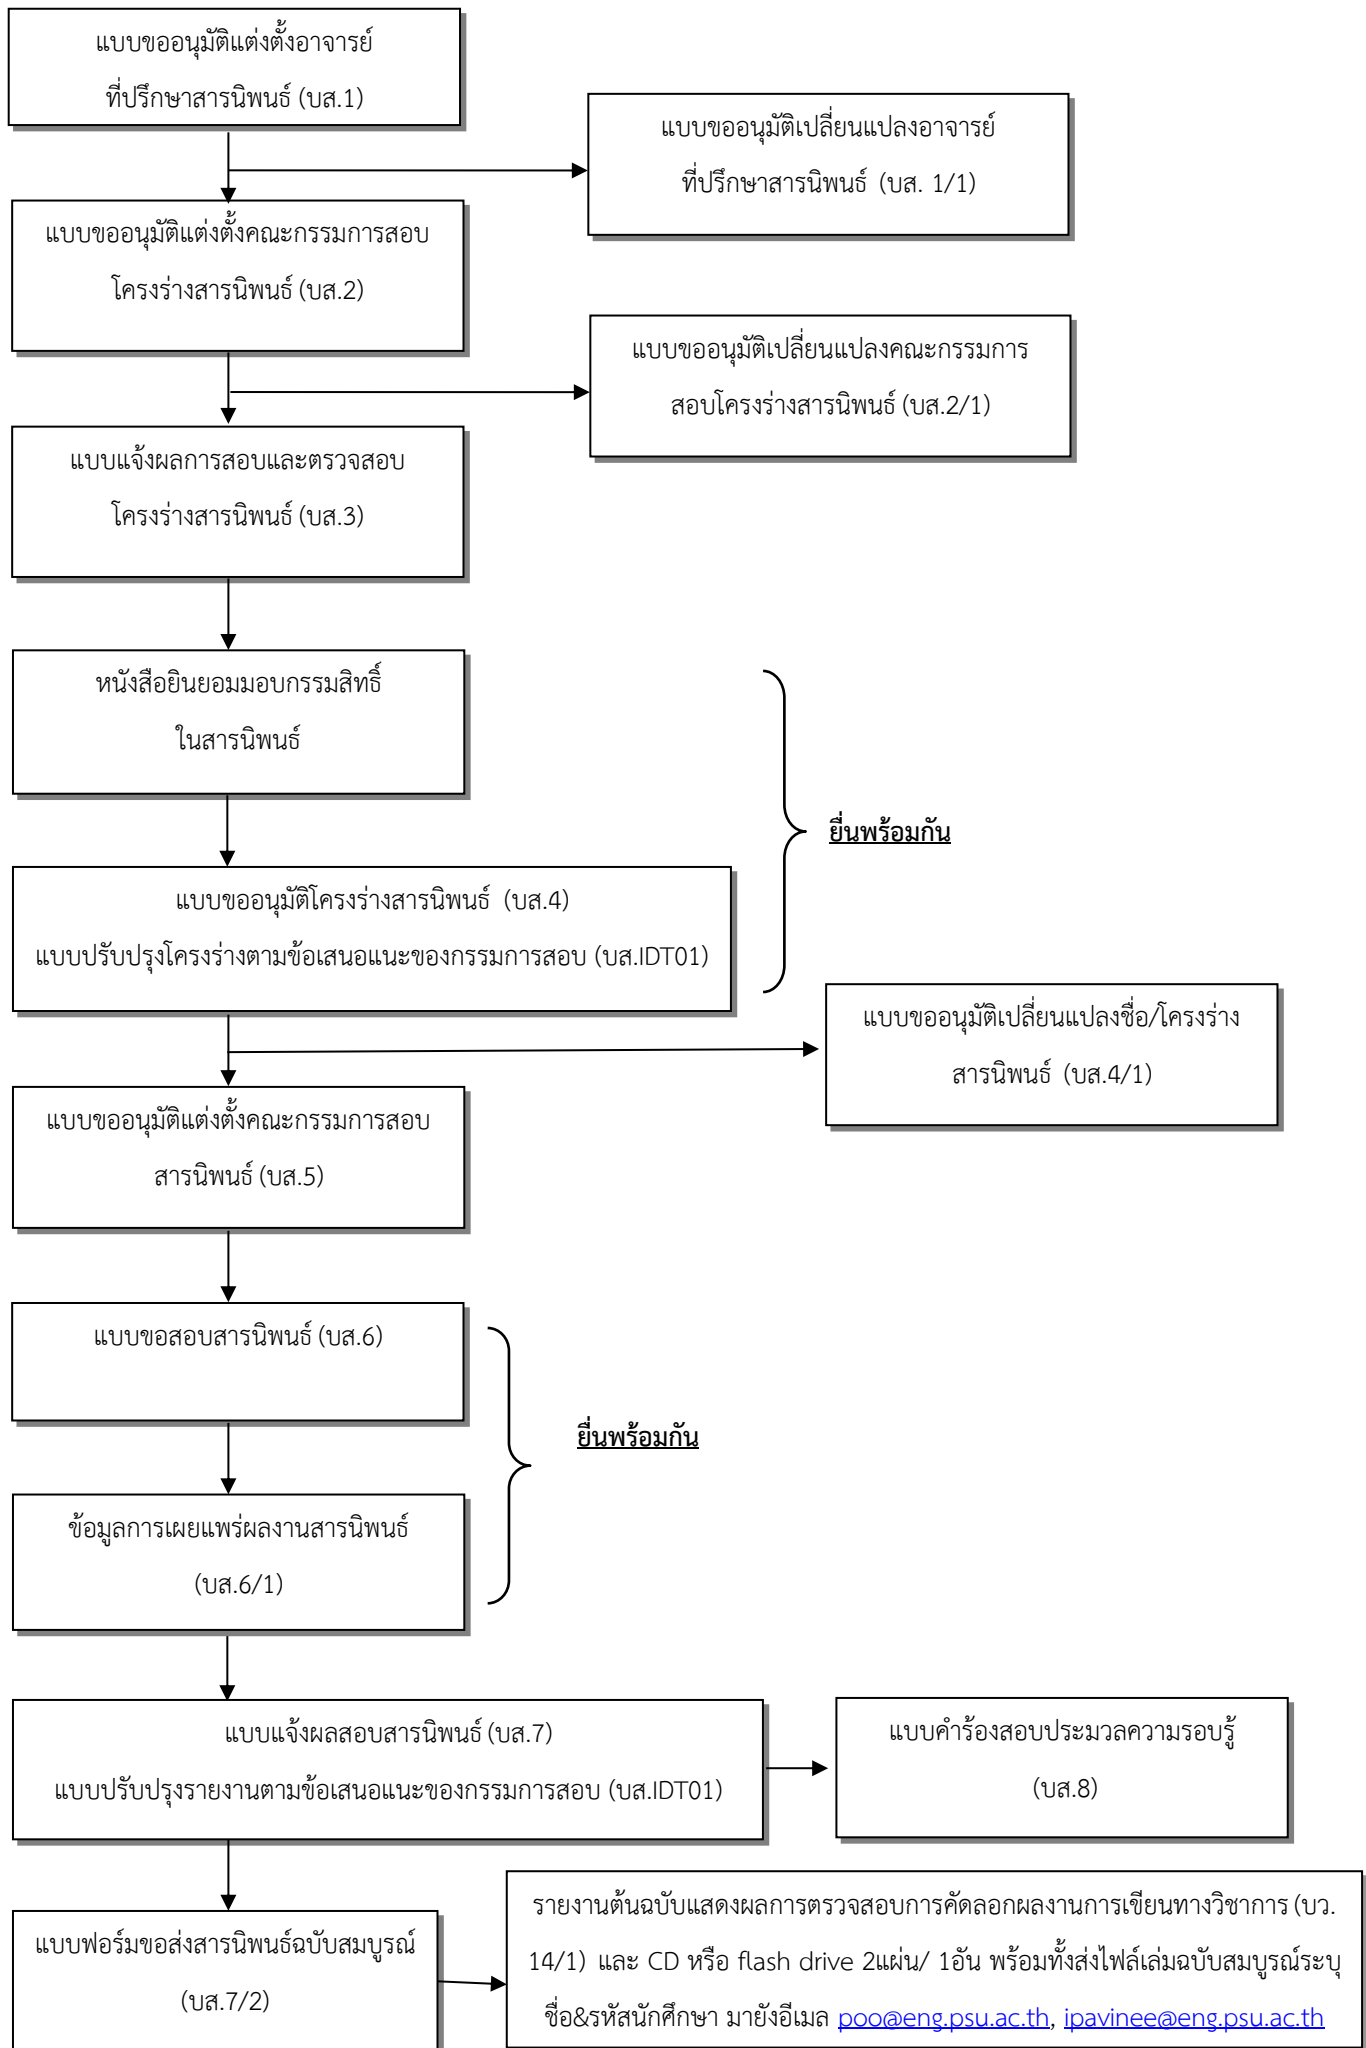 แบบขออนุมัติแต่งตั้งอาจารย์
ที่ปรึกษาสารนิพนธ์ (บส.1)
แบบขออนุมัติเปลี่ยนแปลงอาจารย์
ที่ปรึกษาสารนิพนธ์ (บส. 1/1)
แบบขออนุมัติแต่งตั้งคณะกรรมการสอบ
โครงร่างสารนิพนธ์ (บส.2)
แบบขออนุมัติเปลี่ยนแปลงคณะกรรมการ
สอบโครงร่างสารนิพนธ์ (บส.2/1)
แบบแจ้งผลการสอบและตรวจสอบ
โครงร่างสารนิพนธ์ (บส.3)
หนังสือยินยอมมอบกรรมสิทธิ์
ในสารนิพนธ์
ยื่นพร้อมกัน
แบบขออนุมัติโครงร่างสารนิพนธ์ (บส.4)
แบบปรับปรุงโครงร่างตามข้อเสนอแนะของกรรมการสอบ (บส.IDT01)
แบบขออนุมัติเปลี่ยนแปลงชื่อ/โครงร่าง
สารนิพนธ์ (บส.4/1)
แบบขออนุมัติแต่งตั้งคณะกรรมการสอบ
สารนิพนธ์ (บส.5)
แบบขอสอบสารนิพนธ์ (บส.6)
ยื่นพร้อมกัน
ข้อมูลการเผยแพร่ผลงานสารนิพนธ์
(บส.6/1)
แบบแจ้งผลสอบสารนิพนธ์ (บส.7)
แบบปรับปรุงรายงานตามข้อเสนอแนะของกรรมการสอบ (บส.IDT01)
แบบคำร้องสอบประมวลความรอบรู้
(บส.8)
แบบฟอร์มขอส่งสารนิพนธ์ฉบับสมบูรณ์
(บส.7/2)
รายงานต้นฉบับแสดงผลการตรวจสอบการคัดลอกผลงานการเขียนทางวิชาการ (บว.
14/1) และ CD หรือ flash drive 2แผ่น/ 1อัน พร้อมทั้งส่งไฟล์เล่มฉบับสมบูรณ์ระบุ
ชื่อ&รหัสนักศึกษา มายังอีเมล poo@eng.psu.ac.th, ipavinee@eng.psu.ac.th